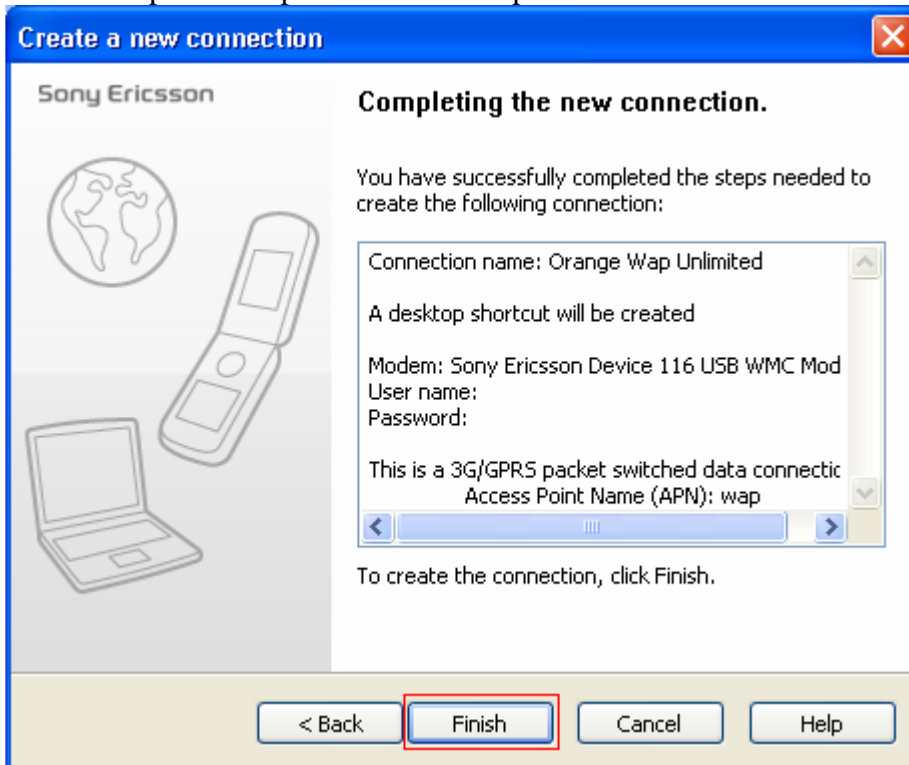 Create a new connection
Sony Ericsson
Completing the new connection.
You have successfully completed the steps needed to
create the following connection:
Connection name: Orange Wap Unlimited
A desktop shortcut will be created
Modem: Sony Ericsson Device 116 USB WMC Mod
User name:
Password:
This is a 3G/GPRS packet switched data connectic
Access Point Name (APN): wap
To create the connection, click Finish.
< Back Finish Cancel Help